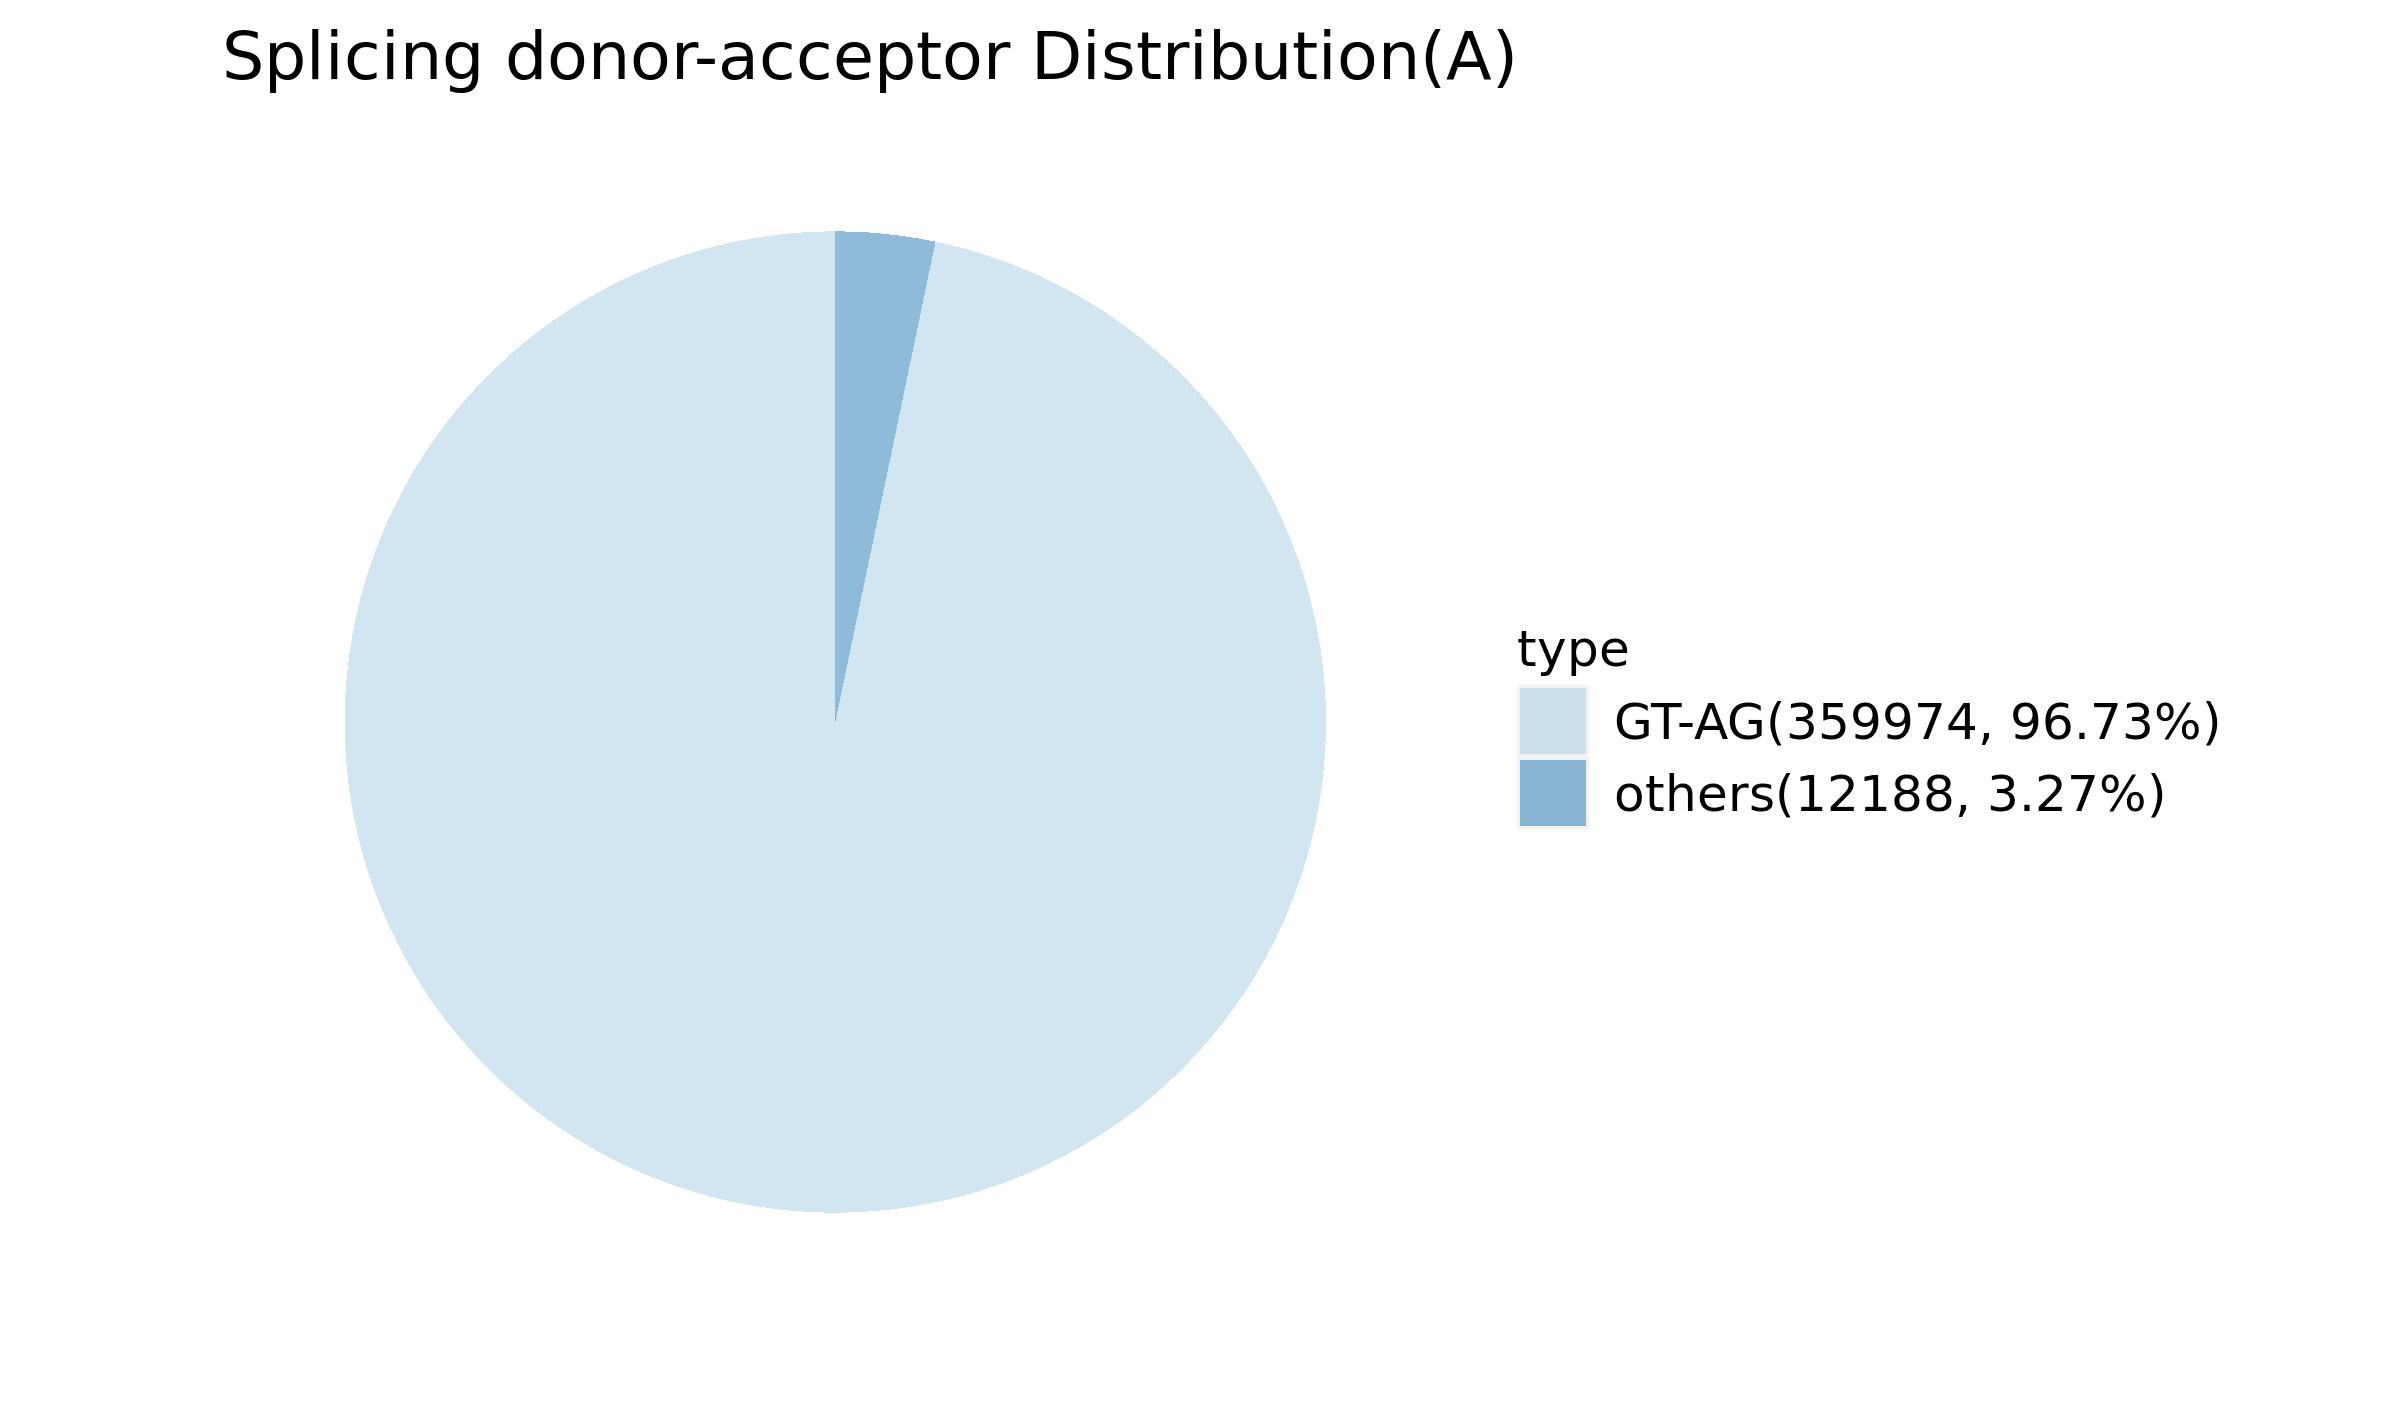 Splicing donor-acceptor Distribution(A)
type
GT-AG(359974, 96.73%)
others(12188, 3.27%)